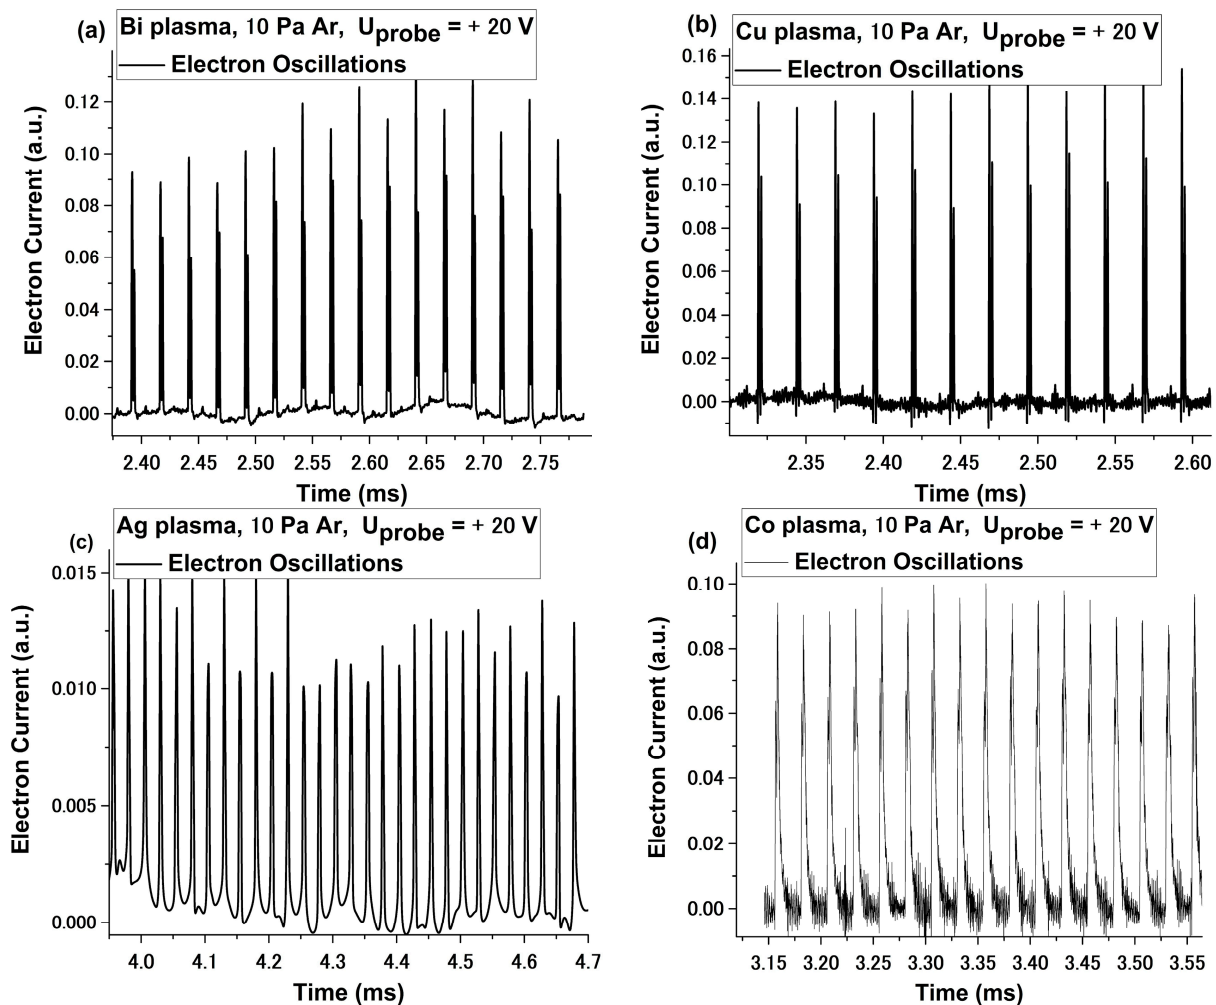 (a) Bi plasma, 10 Pa Ar, Uprobe = + 20 V
Electron Oscillations
0.12
0.10
0.08
0.06
0.04
0.02
0.00
Electron Current (a.u.)
2.40 2.45 2.50 2.55 2.60 2.65 2.70 2.75
Time (ms)
(b) Cu plasma, 10 Pa Ar, Uprobe = + 20 V
Electron Oscillations
0.16
0.14
0.12
0.10
0.08
0.06
0.04
0.02
0.00
Electron Current (a.u.)
2.35 2.40 2.45 2.50 2.55 2.60
Time (ms)
(c) Ag plasma, 10 Pa Ar, Uprobe = + 20 V
Electron Oscillations
0.015
0.010
0.005
0.000
Electron Current (a.u.)
4.0 4.1 4.2 4.3 4.4 4.5 4.6 4.7
Time (ms)
(d) Co plasma, 10 Pa Ar, Uprobe = + 20 V
Electron Oscillations
0.10
0.08
0.06
0.04
0.02
0.00
Electron Current (a.u.)
3.15 3.20 3.25 3.30 3.35 3.40 3.45 3.50 3.55
Time (ms)